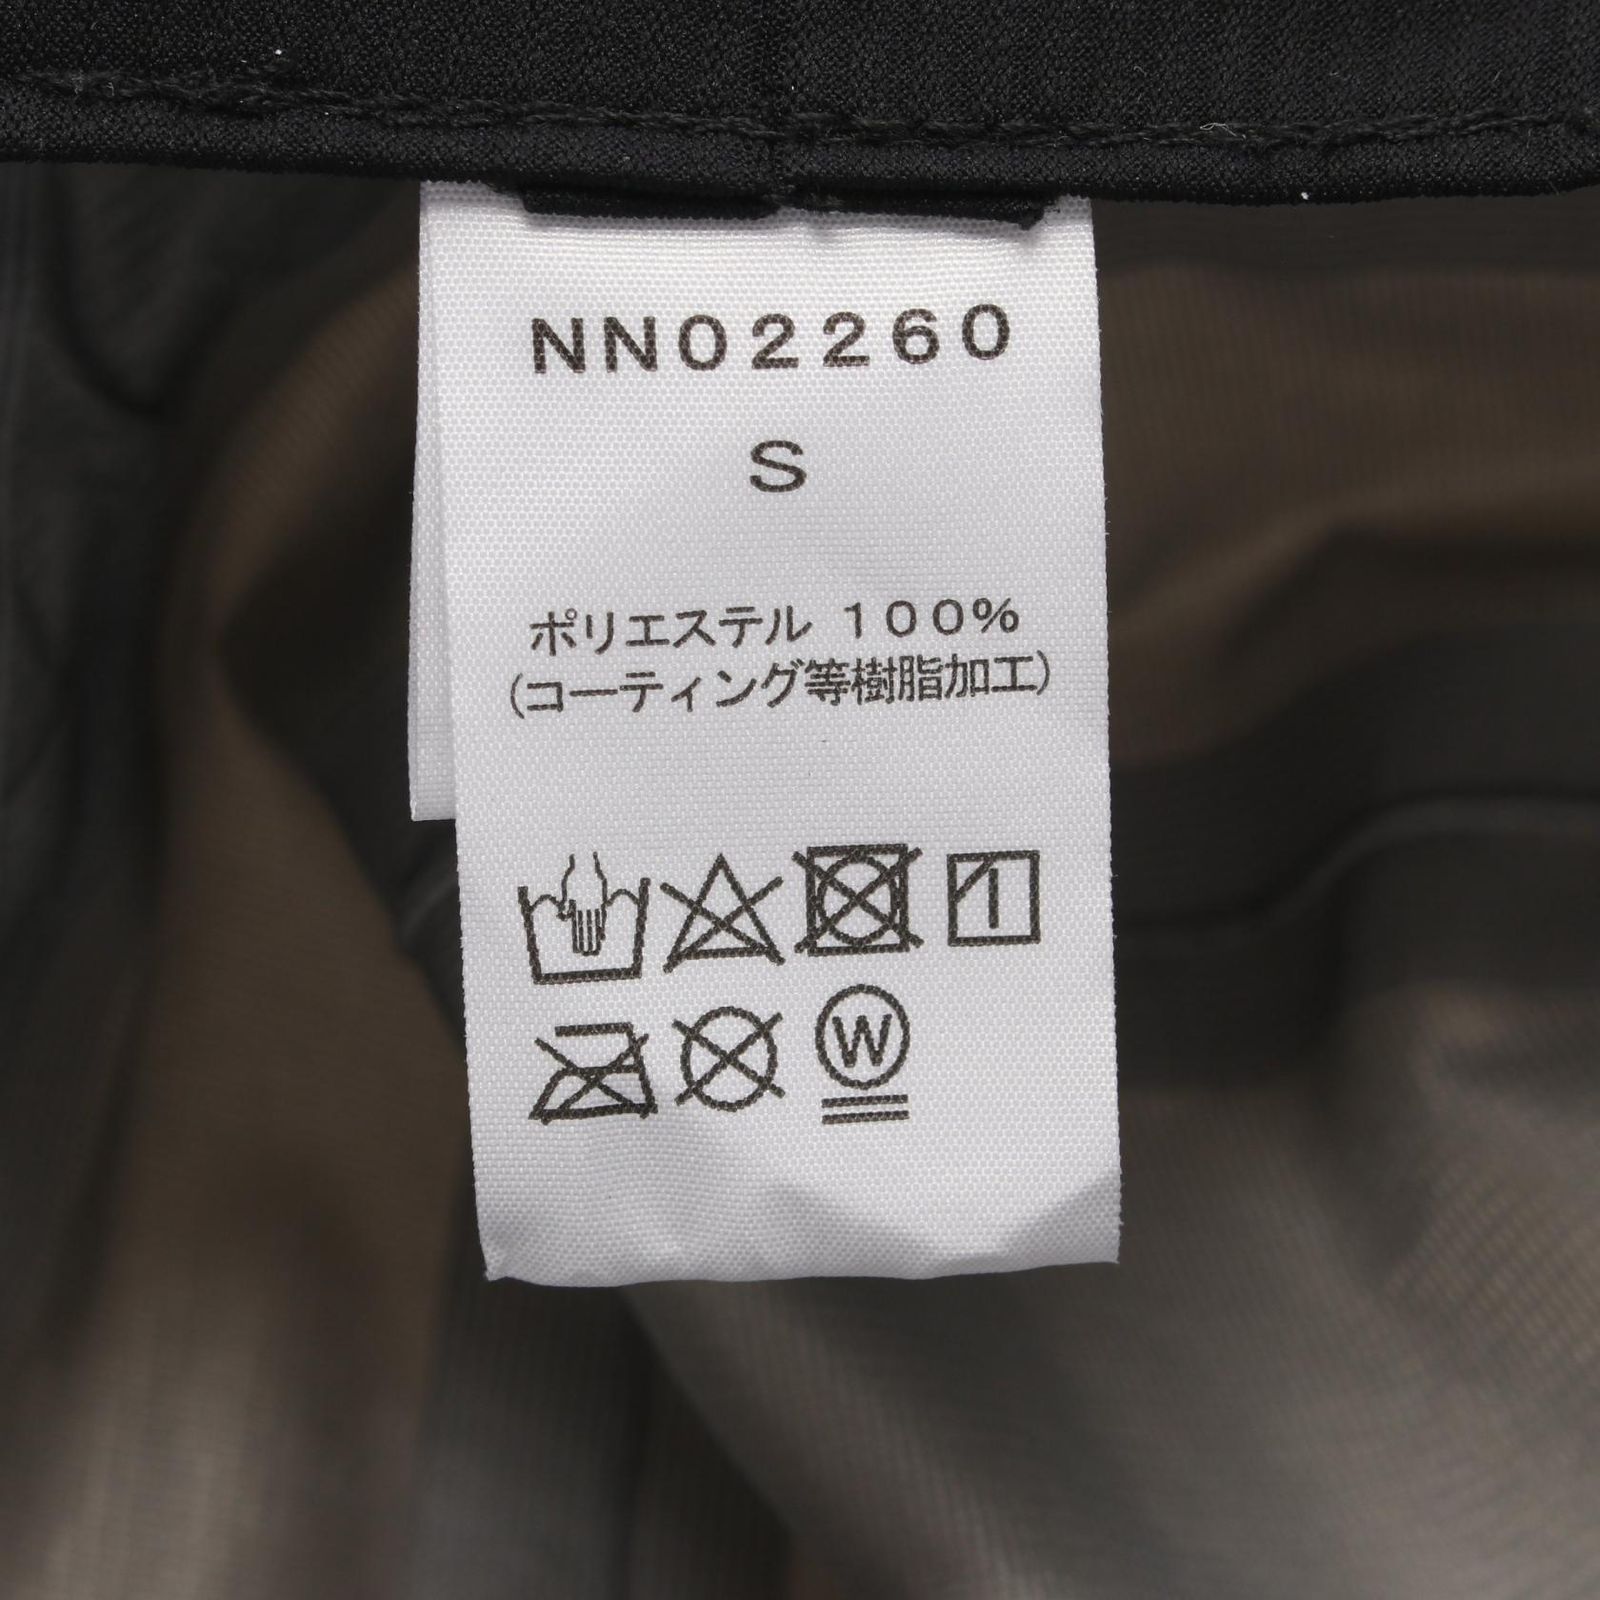 NN02260
S
ポリエステル 100%
(コーティング等樹脂加工)
W